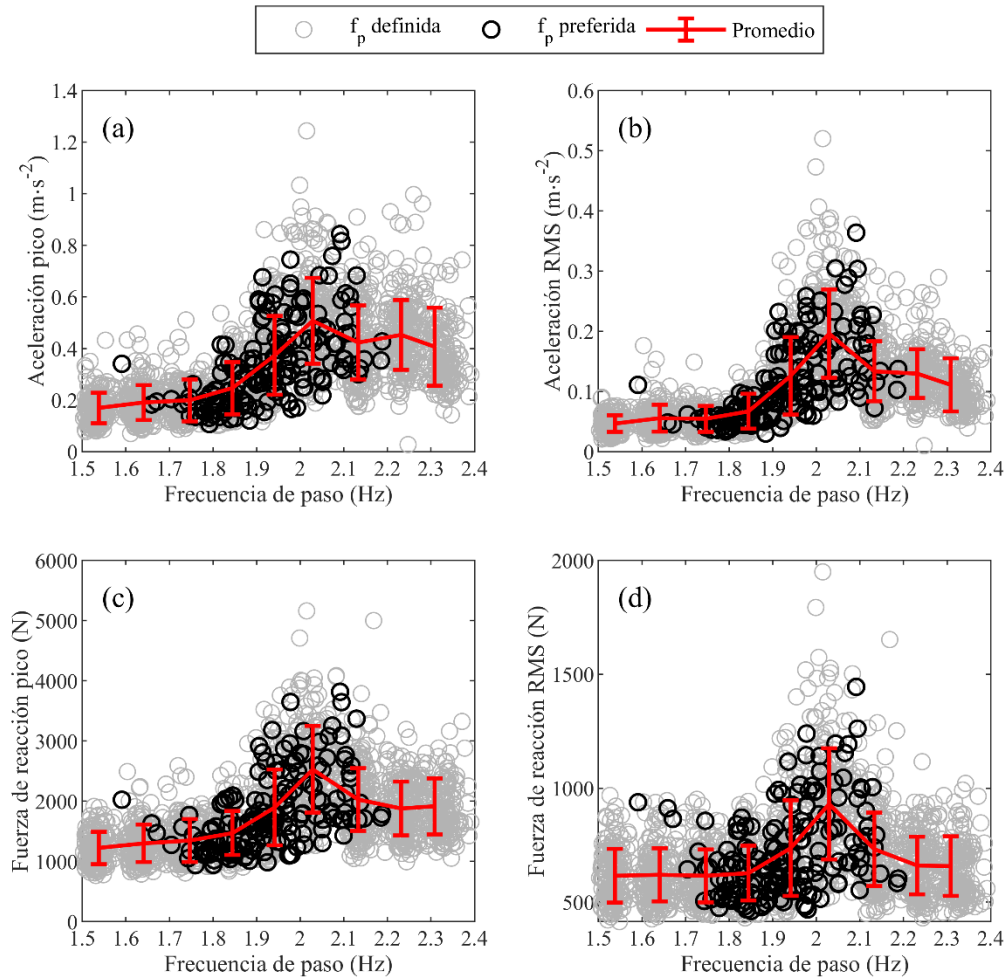 f_p definida f_p preferida Promedio
(a)
Aceleración pico (m·s⁻²)
1.4
1.2
1
0.8
0.6
0.4
0.2
0
1.5 1.6 1.7 1.8 1.9 2 2.1 2.2 2.3 2.4
Frecuencia de paso (Hz)
(b)
Aceleración RMS (m·s⁻²)
0.6
0.5
0.4
0.3
0.2
0.1
0
1.5 1.6 1.7 1.8 1.9 2 2.1 2.2 2.3 2.4
Frecuencia de paso (Hz)
(c)
Fuerza de reacción pico (N)
6000
5000
4000
3000
2000
1000
0
1.5 1.6 1.7 1.8 1.9 2 2.1 2.2 2.3 2.4
Frecuencia de paso (Hz)
(d)
Fuerza de reacción RMS (N)
2000
1500
1000
500
1.5 1.6 1.7 1.8 1.9 2 2.1 2.2 2.3 2.4
Frecuencia de paso (Hz)